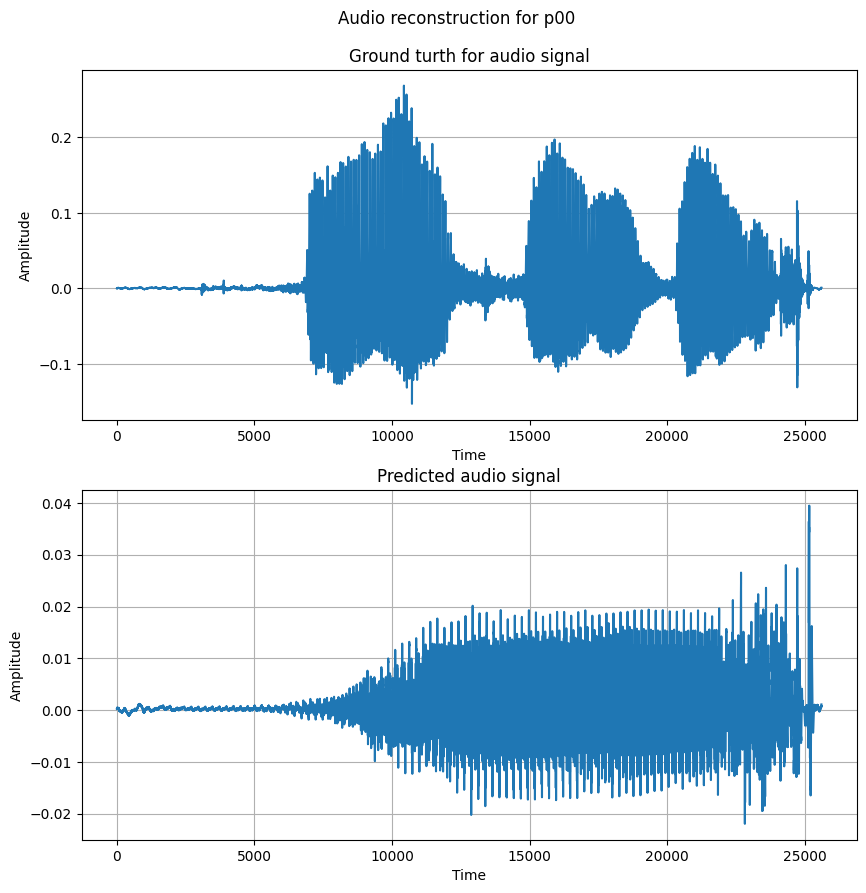 Audio reconstruction for p00
Ground turth for audio signal
0.2
0.1
0.0
−0.1
Amplitude
0 5000 10000 15000 20000 25000
Time
Predicted audio signal
0.04
0.03
0.02
0.01
0.00
−0.01
−0.02
Amplitude
0 5000 10000 15000 20000 25000
Time